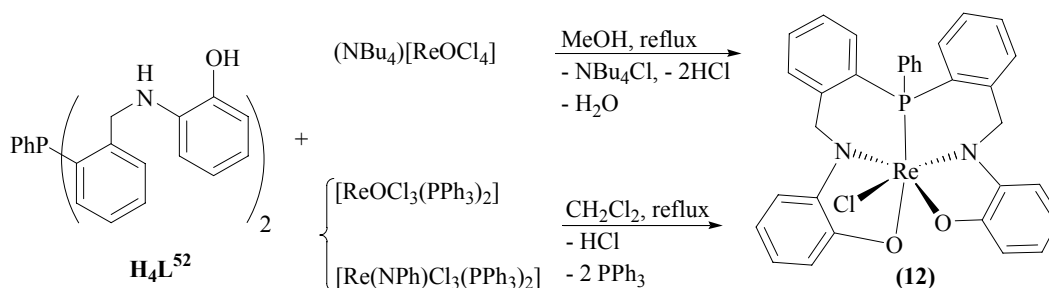 (NBu4)[ReOCl4]
MeOH, reflux
- NBu4Cl, - 2HCl
- H2O
H
N
OH
PhP
2
+
H4L52
[ReOCl3(PPh3)2]
[Re(NPh)Cl3(PPh3)2]
CH2Cl2, reflux
- HCl
- 2 PPh3
Ph
P
N
N
Re
Cl
O
O
(12)